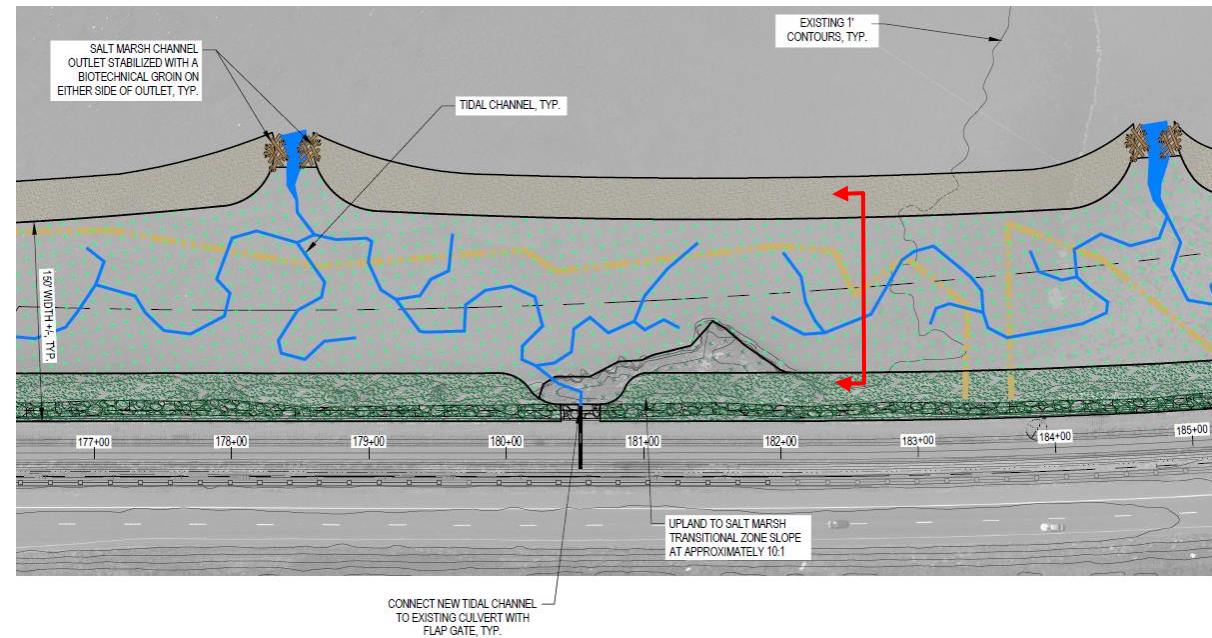 EXISTING 1'
CONTOURS, TYP.
SALT MARSH CHANNEL
OUTLET STABILIZED WITH A
BIOTECHNICAL GROIN ON
EITHER SIDE OF OUTLET, TYP.
TIDAL CHANNEL, TYP.
150' WIDTH +/-, TYP.
177+00
178+00
179+00
180+00
181+00
182+00
183+00
184+00
185+00
UPLAND TO SALT MARSH
TRANSITIONAL ZONE SLOPE
AT APPROXIMATELY 10:1
CONNECT NEW TIDAL CHANNEL
TO EXISTING CULVERT WITH
FLAP GATE, TYP.